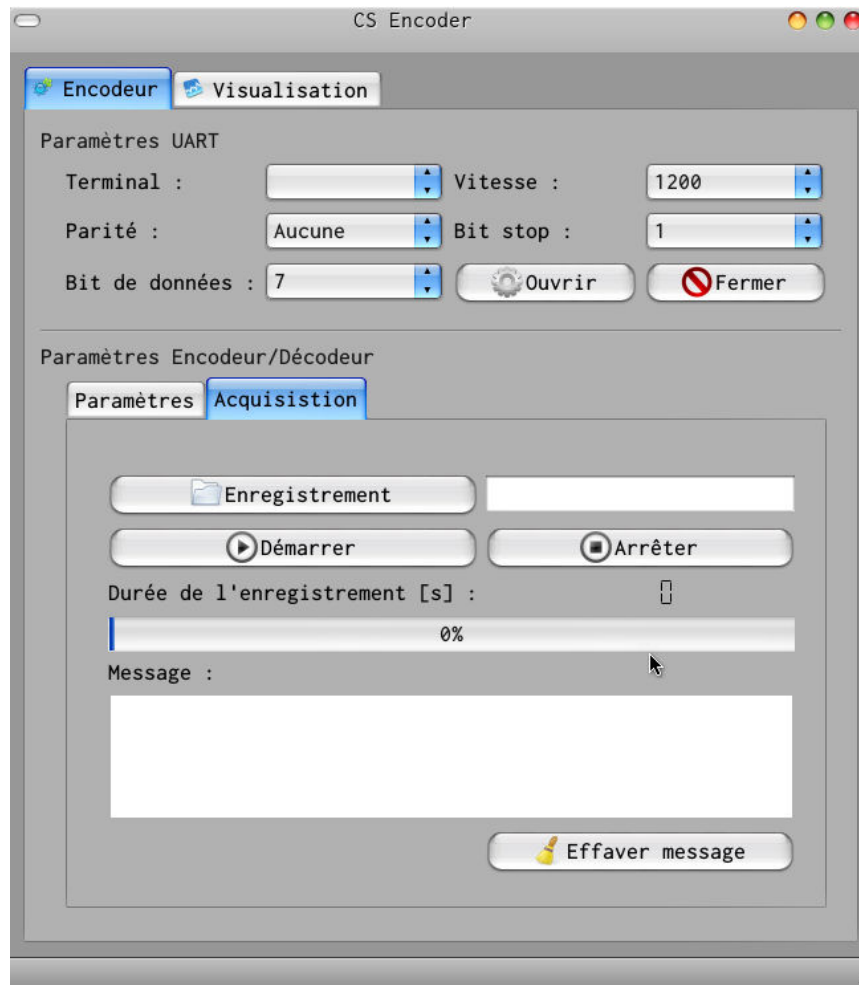 CS Encoder
Encodeur Visualisation
Paramètres UART
Terminal : Vitesse : 1200
Parité : Aucune Bit stop : 1
Bit de données : 7 Ouvrir Fermer
Paramètres Encodeur/Décodeur
Paramètres Acquisistion
Enregistrement
Démarrer Arrêter
Durée de l'enregistrement [s] : 0
0%
Message :
Effaver message